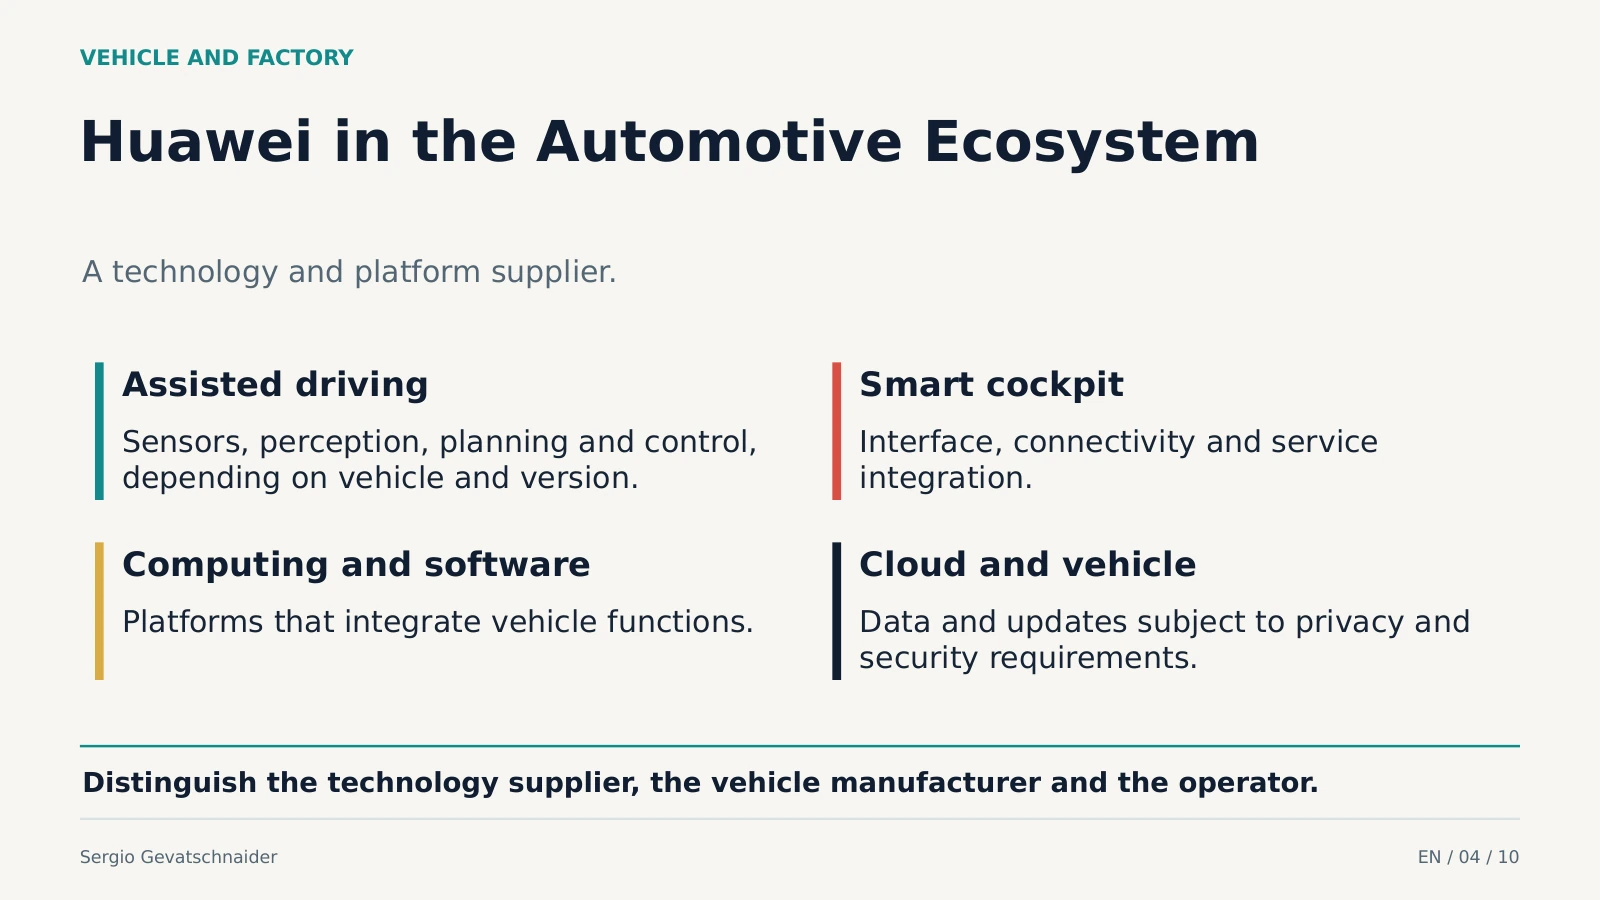 VEHICLE AND FACTORY
Huawei in the Automotive Ecosystem
A technology and platform supplier.
Assisted driving
Sensors, perception, planning and control,
depending on vehicle and version.
Smart cockpit
Interface, connectivity and service
integration.
Computing and software
Platforms that integrate vehicle functions.
Cloud and vehicle
Data and updates subject to privacy and
security requirements.
Distinguish the technology supplier, the vehicle manufacturer and the operator.
Sergio Gevatschnaider
EN / 04 / 10